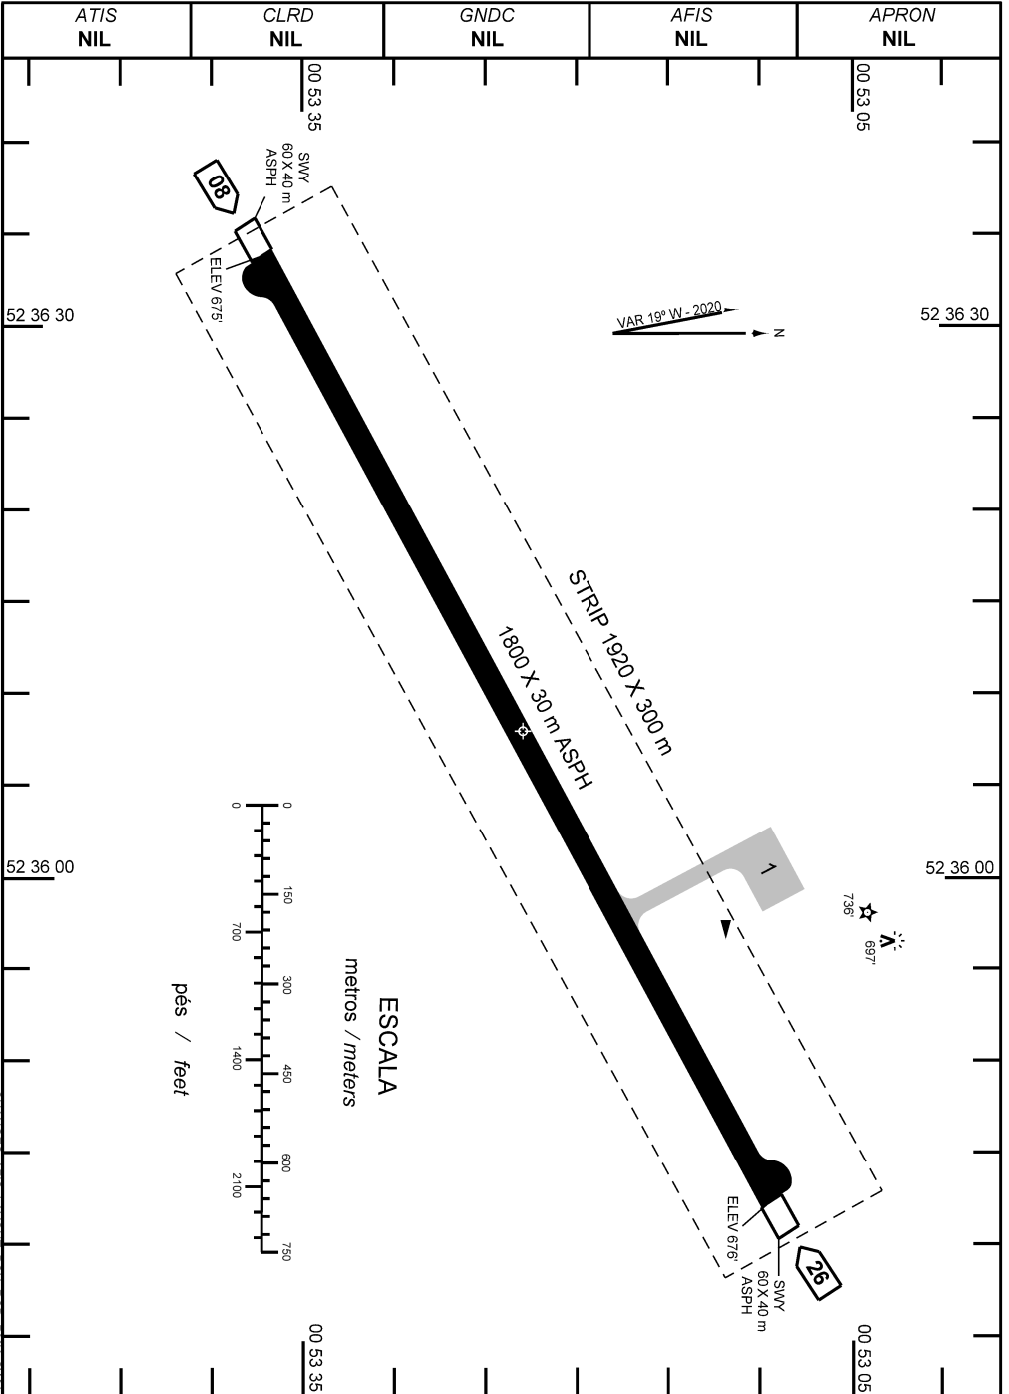 ATIS
NIL
CLRD
NIL
GNDC
NIL
AFIS
NIL
APRON
NIL
00 53 35
00 53 05
08
SWY
60 X 40 m
ASPH
ELEV 675'
52 36 30
52 36 30
VAR 19º W - 2020
N
STRIP 1920 X 300 m
1800 X 30 m ASPH
1
52 36 00
52 36 00
736'
697'
ESCALA
metros / meters
0 150 300 450 600 750
0 700 1400 2100
pés / feet
ELEV 676'
SWY
60 X 40 m
ASPH
26
00 53 35
00 53 05